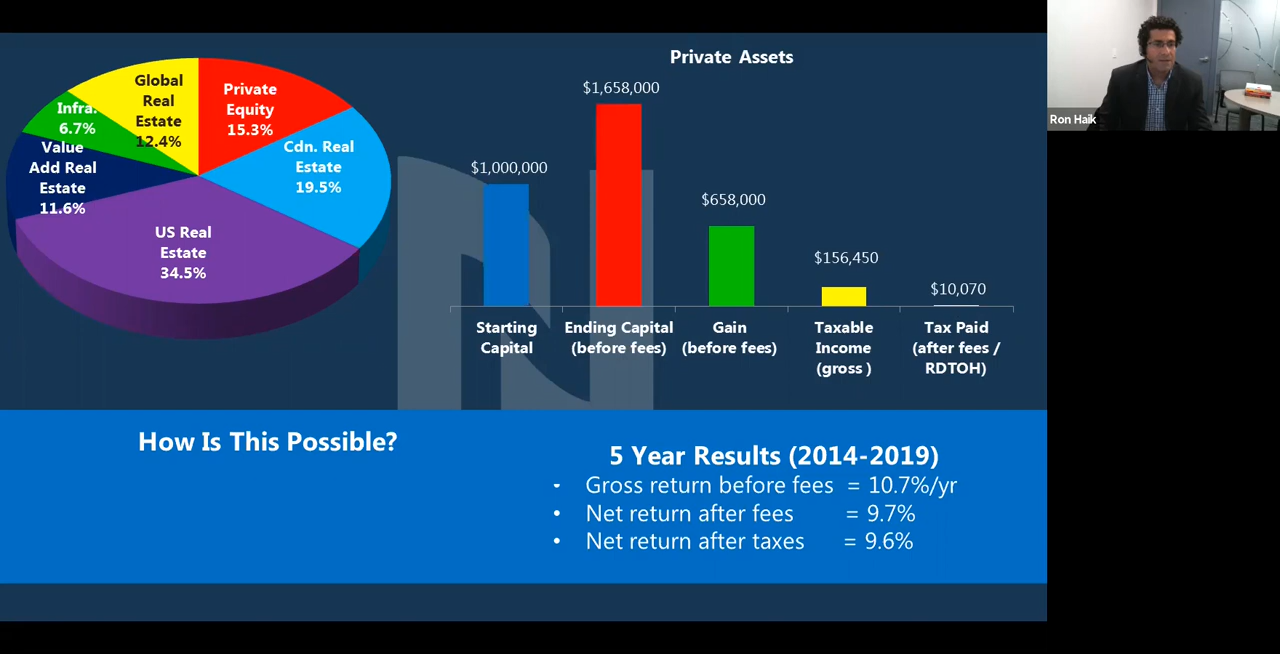 Global
Real
Estate
12.4%
Private
Equity
15.3%
Infra.
6.7%
Cdn. Real
Estate
19.5%
Value
Add Real
Estate
11.6%
US Real
Estate
34.5%
Private Assets
$1,000,000
$1,658,000
$658,000
$156,450
$10,070
Starting
Capital
Ending Capital
(before fees)
Gain
(before fees)
Taxable
Income
(gross )
Tax Paid
(after fees /
RDTOH)
Ron Haik
How Is This Possible?
5 Year Results (2014-2019)
- Gross return before fees = 10.7%/yr
• Net return after fees = 9.7%
• Net return after taxes = 9.6%